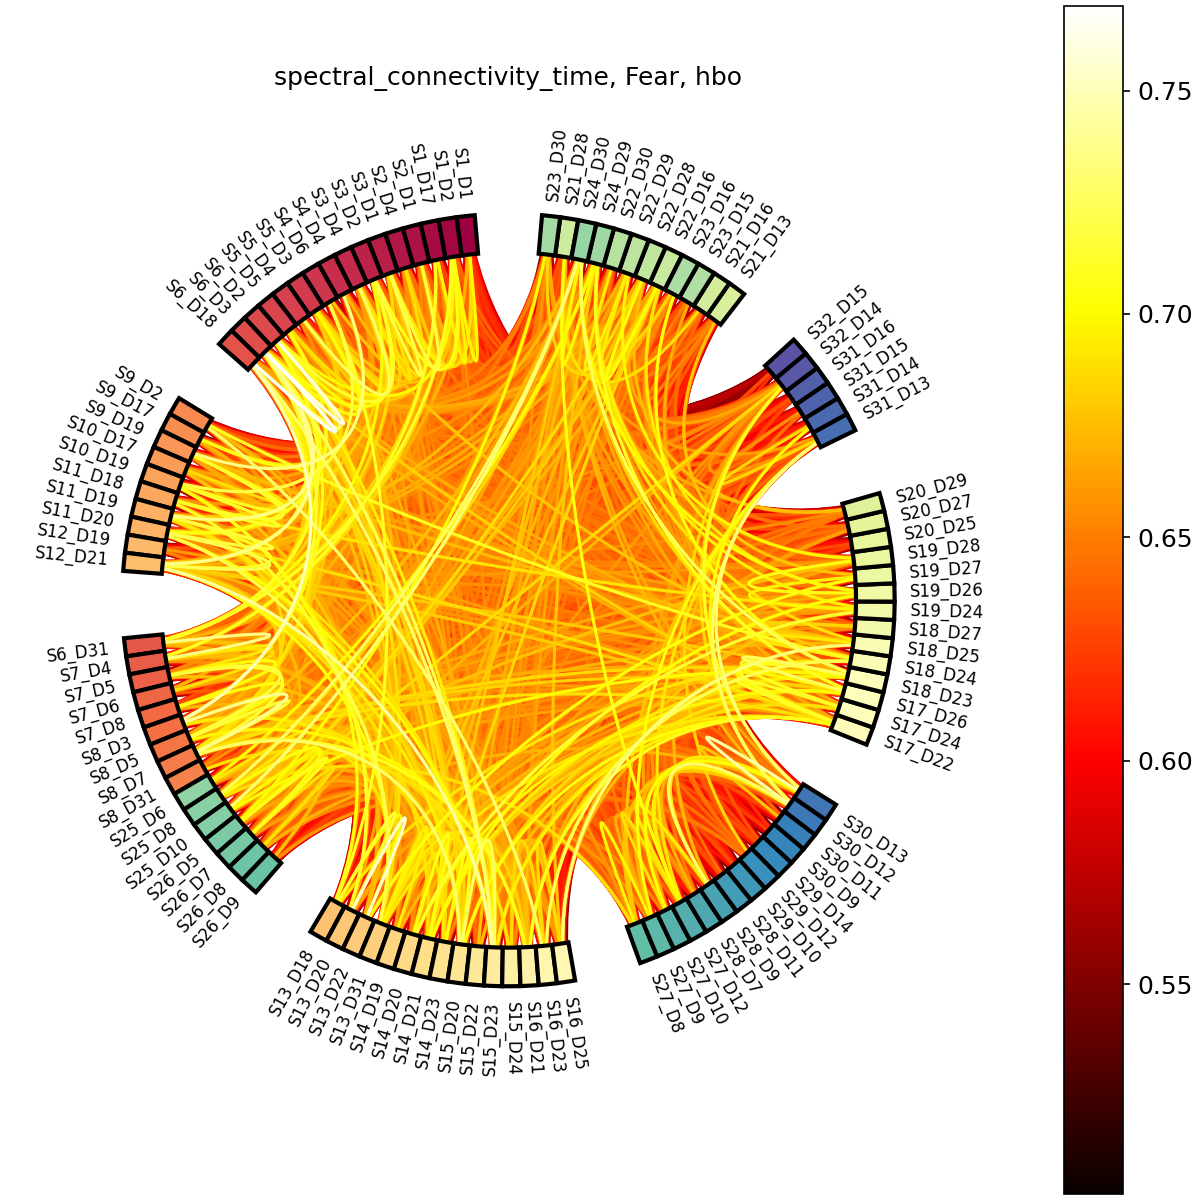 spectral_connectivity_time, Fear, hbo
S1_D1
S1_D2
S1_D17
S2_D1
S2_D4
S3_D1
S3_D2
S3_D4
S4_D4
S4_D6
S5_D3
S5_D4
S5_D5
S6_D2
S6_D3
S6_D18
S9_D2
S9_D17
S9_D19
S10_D17
S10_D19
S11_D18
S11_D19
S11_D20
S12_D19
S12_D21
S6_D31
S7_D4
S7_D5
S7_D6
S7_D8
S8_D3
S8_D5
S8_D7
S8_D31
S25_D6
S25_D8
S25_D10
S26_D5
S26_D7
S26_D8
S26_D9
S13_D18
S13_D20
S13_D22
S13_D31
S14_D19
S14_D20
S14_D21
S14_D23
S15_D20
S15_D22
S15_D23
S15_D24
S16_D21
S16_D23
S16_D25
S27_D8
S27_D9
S27_D10
S27_D12
S28_D7
S28_D9
S28_D11
S29_D10
S29_D12
S29_D14
S30_D9
S30_D11
S30_D12
S30_D13
S17_D22
S17_D24
S17_D26
S18_D23
S18_D24
S18_D25
S18_D27
S19_D24
S19_D26
S19_D27
S19_D28
S20_D25
S20_D27
S20_D29
S31_D13
S31_D14
S31_D15
S31_D16
S32_D14
S32_D15
S21_D13
S21_D16
S23_D15
S23_D16
S22_D16
S22_D28
S22_D29
S22_D30
S24_D29
S24_D30
S21_D28
S23_D30
0.75
0.70
0.65
0.60
0.55